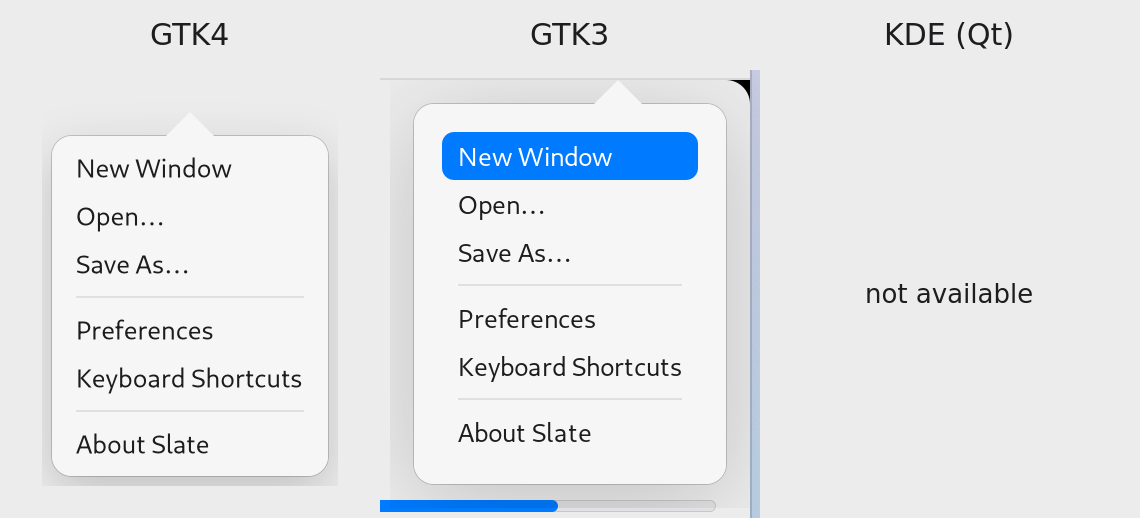 GTK4
GTK3
KDE (Qt)
New Window
Open…
Save As…
Preferences
Keyboard Shortcuts
About Slate
New Window
Open…
Save As…
Preferences
Keyboard Shortcuts
About Slate
not available